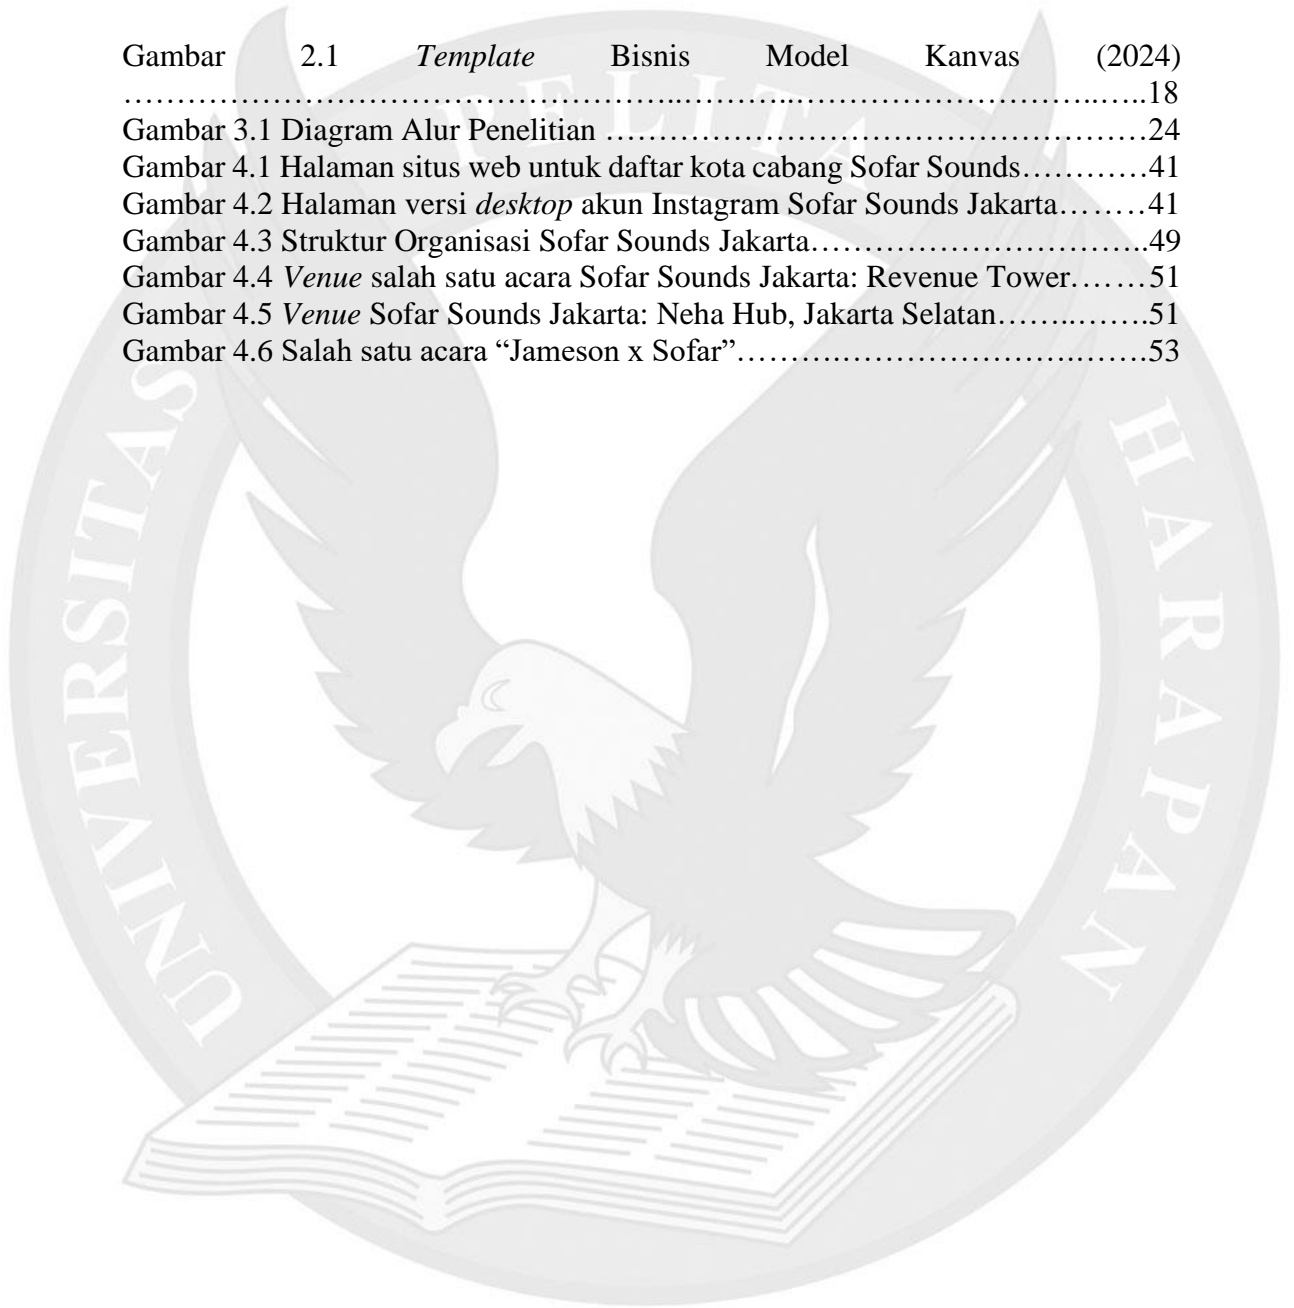 Gambar 2.1 Template Bisnis Model Kanvas (2024)
……………………………………………..………..………………………..…..18
Gambar 3.1 Diagram Alur Penelitian …..….…………………………………24
Gambar 4.1 Halaman situs web untuk daftar kota cabang Sofar Sounds…………41
Gambar 4.2 Halaman versi desktop akun Instagram Sofar Sounds Jakarta….….41
Gambar 4.3 Struktur Organisasi Sofar Sounds Jakarta…………………………..49
Gambar 4.4 Venue salah satu acara Sofar Sounds Jakarta: Revenue Tower.……51
Gambar 4.5 Venue Sofar Sounds Jakarta: Neha Hub, Jakarta Selatan…….…….51
Gambar 4.6 Salah satu acara “Jameson x Sofar”……….………………….…….53
UNIVERSITAS PELITA HARAPAN